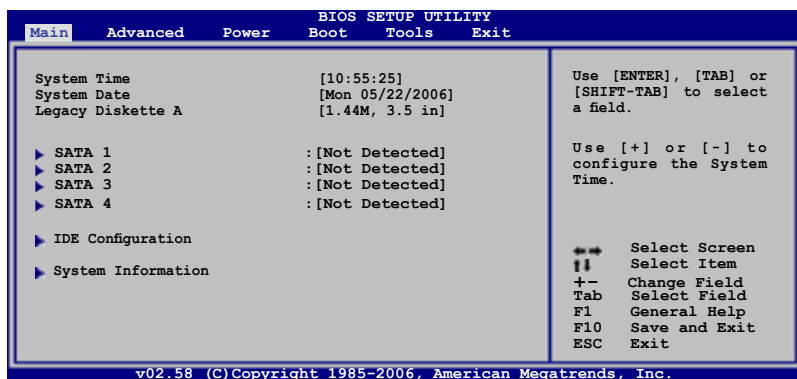 BIOS SETUP UTILITY
Main Advanced Power Boot Tools Exit
System Time [10:55:25]
System Date [Mon 05/22/2006]
Legacy Diskette A [1.44M, 3.5 in]
SATA 1 :[Not Detected]
SATA 2 :[Not Detected]
SATA 3 :[Not Detected]
SATA 4 :[Not Detected]
IDE Configuration
System Information
Use [ENTER], [TAB] or
[SHIFT-TAB] to select
a field.
Use [+] or [-] to
configure the System
Time.
Select Screen
Select Item
+- Change Field
Tab Select Field
F1 General Help
F10 Save and Exit
ESC Exit
v02.58 (C)Copyright 1985-2006, American Megatrends, Inc.